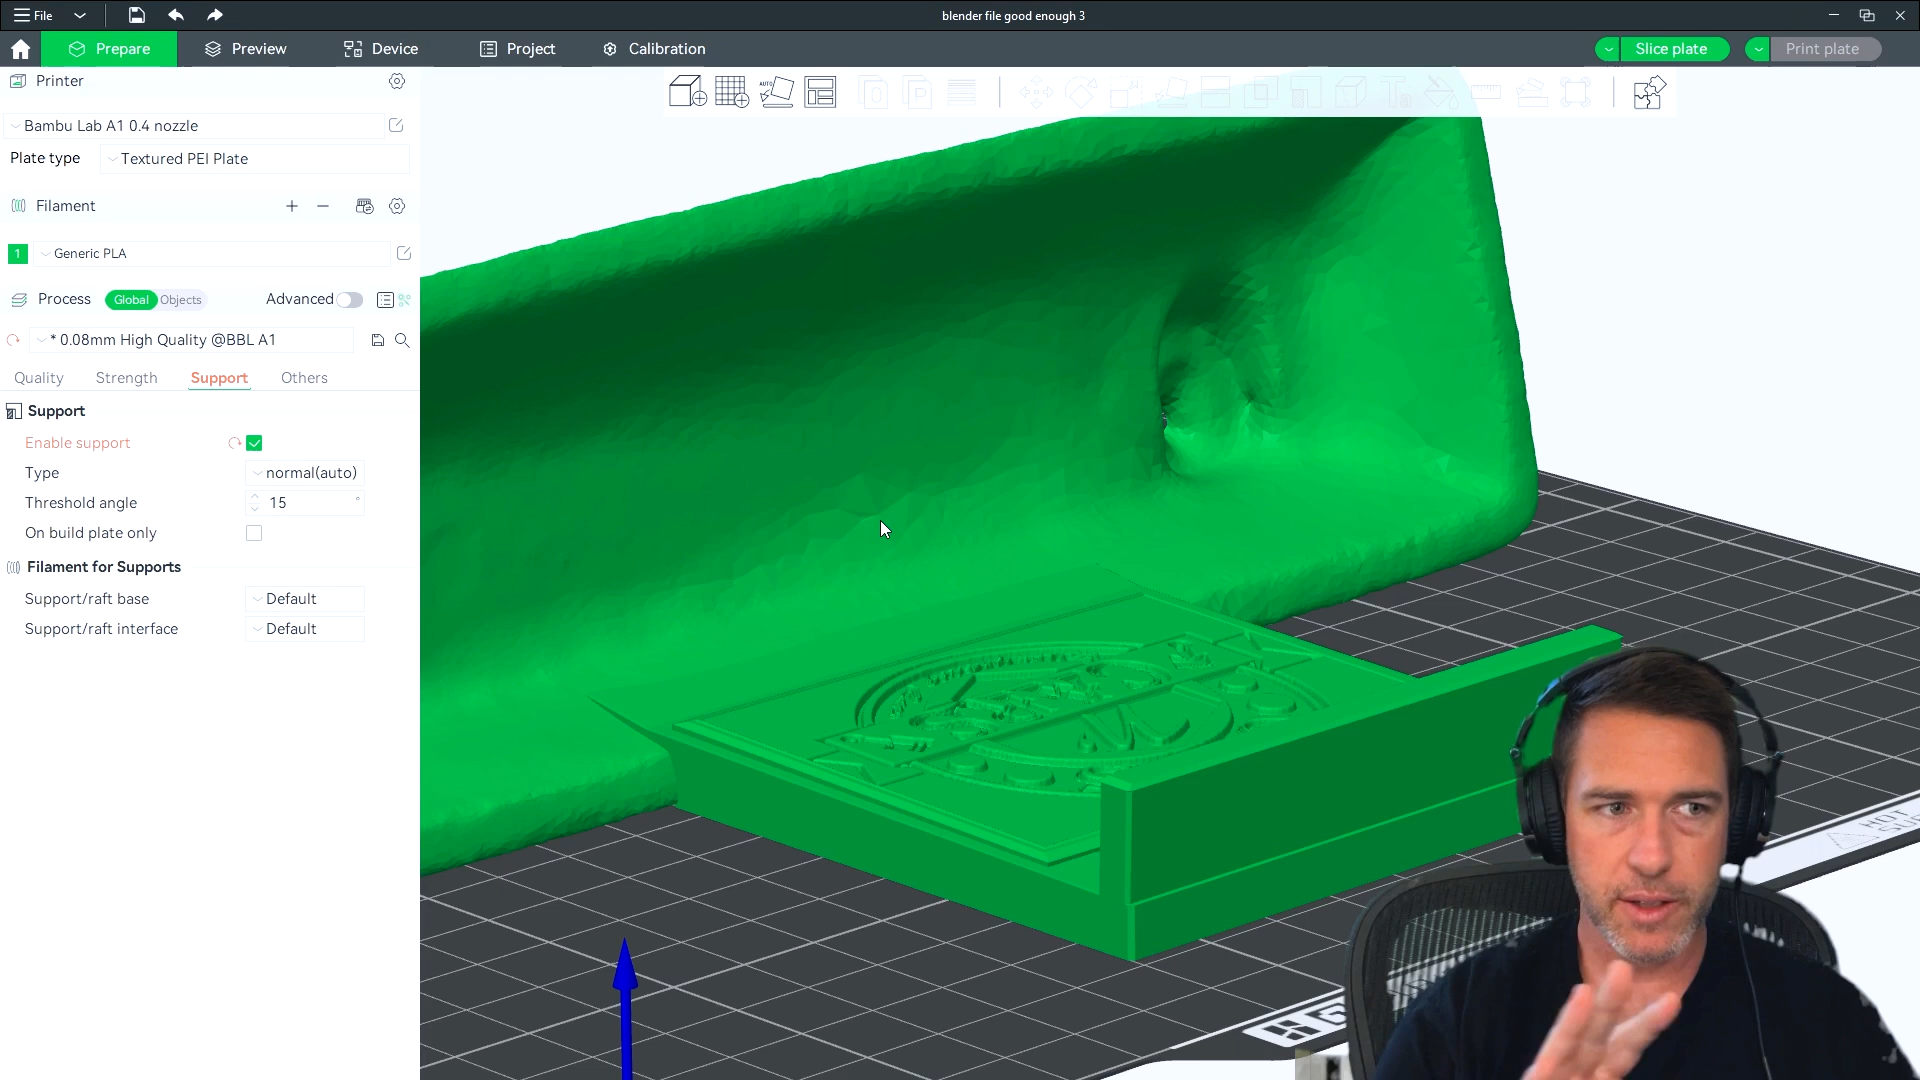 File
blender file good enough 3
Prepare
Preview
Device
Project
Calibration
Slice plate
Print plate
Printer
Bambu Lab A1 0.4 nozzle
Plate type
Textured PEI Plate
Filament
1
Generic PLA
Process
Global
Objects
Advanced
* 0.08mm High Quality @BBL A1
Quality
Strength
Support
Others
Support
Enable support
Type
normal(auto)
Threshold angle
15 °
On build plate only
Filament for Supports
Support/raft base
Default
Support/raft interface
Default
AUTO
HOT